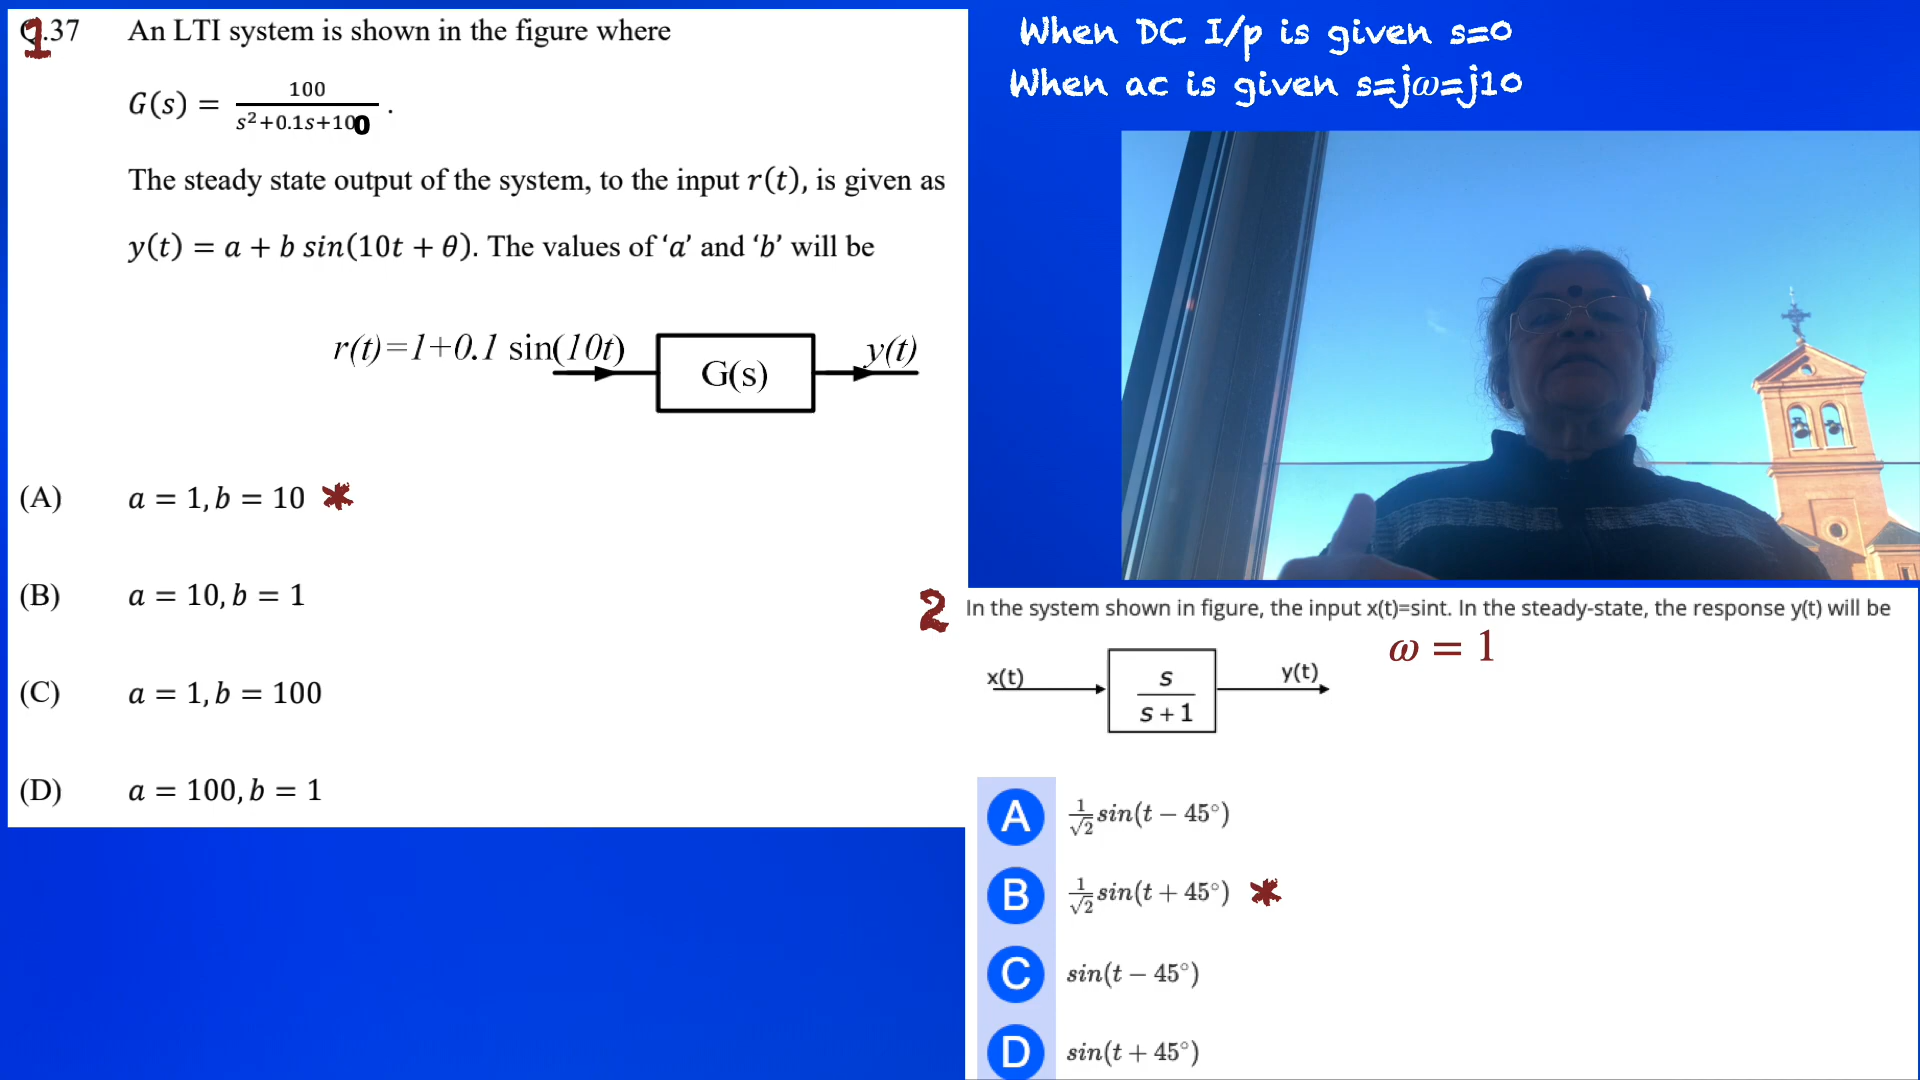 1
Q.37 An LTI system is shown in the figure where
G(s) = 100 / (s²+0.1s+100) .
The steady state output of the system, to the input r(t), is given as
y(t) = a + b sin(10t + θ). The values of ‘a’ and ‘b’ will be
r(t)=1+0.1 sin(10t) G(s) y(t)
(A) a = 1, b = 10 *
(B) a = 10, b = 1
(C) a = 1, b = 100
(D) a = 100, b = 1
When DC I/p is given s=0
When ac is given s=jω=j10
2 In the system shown in figure, the input x(t)=sint. In the steady-state, the response y(t) will be
ω = 1
x(t) s / (s + 1) y(t)
A 1/√2 sin(t − 45°)
B 1/√2 sin(t + 45°) *
C sin(t − 45°)
D sin(t + 45°)